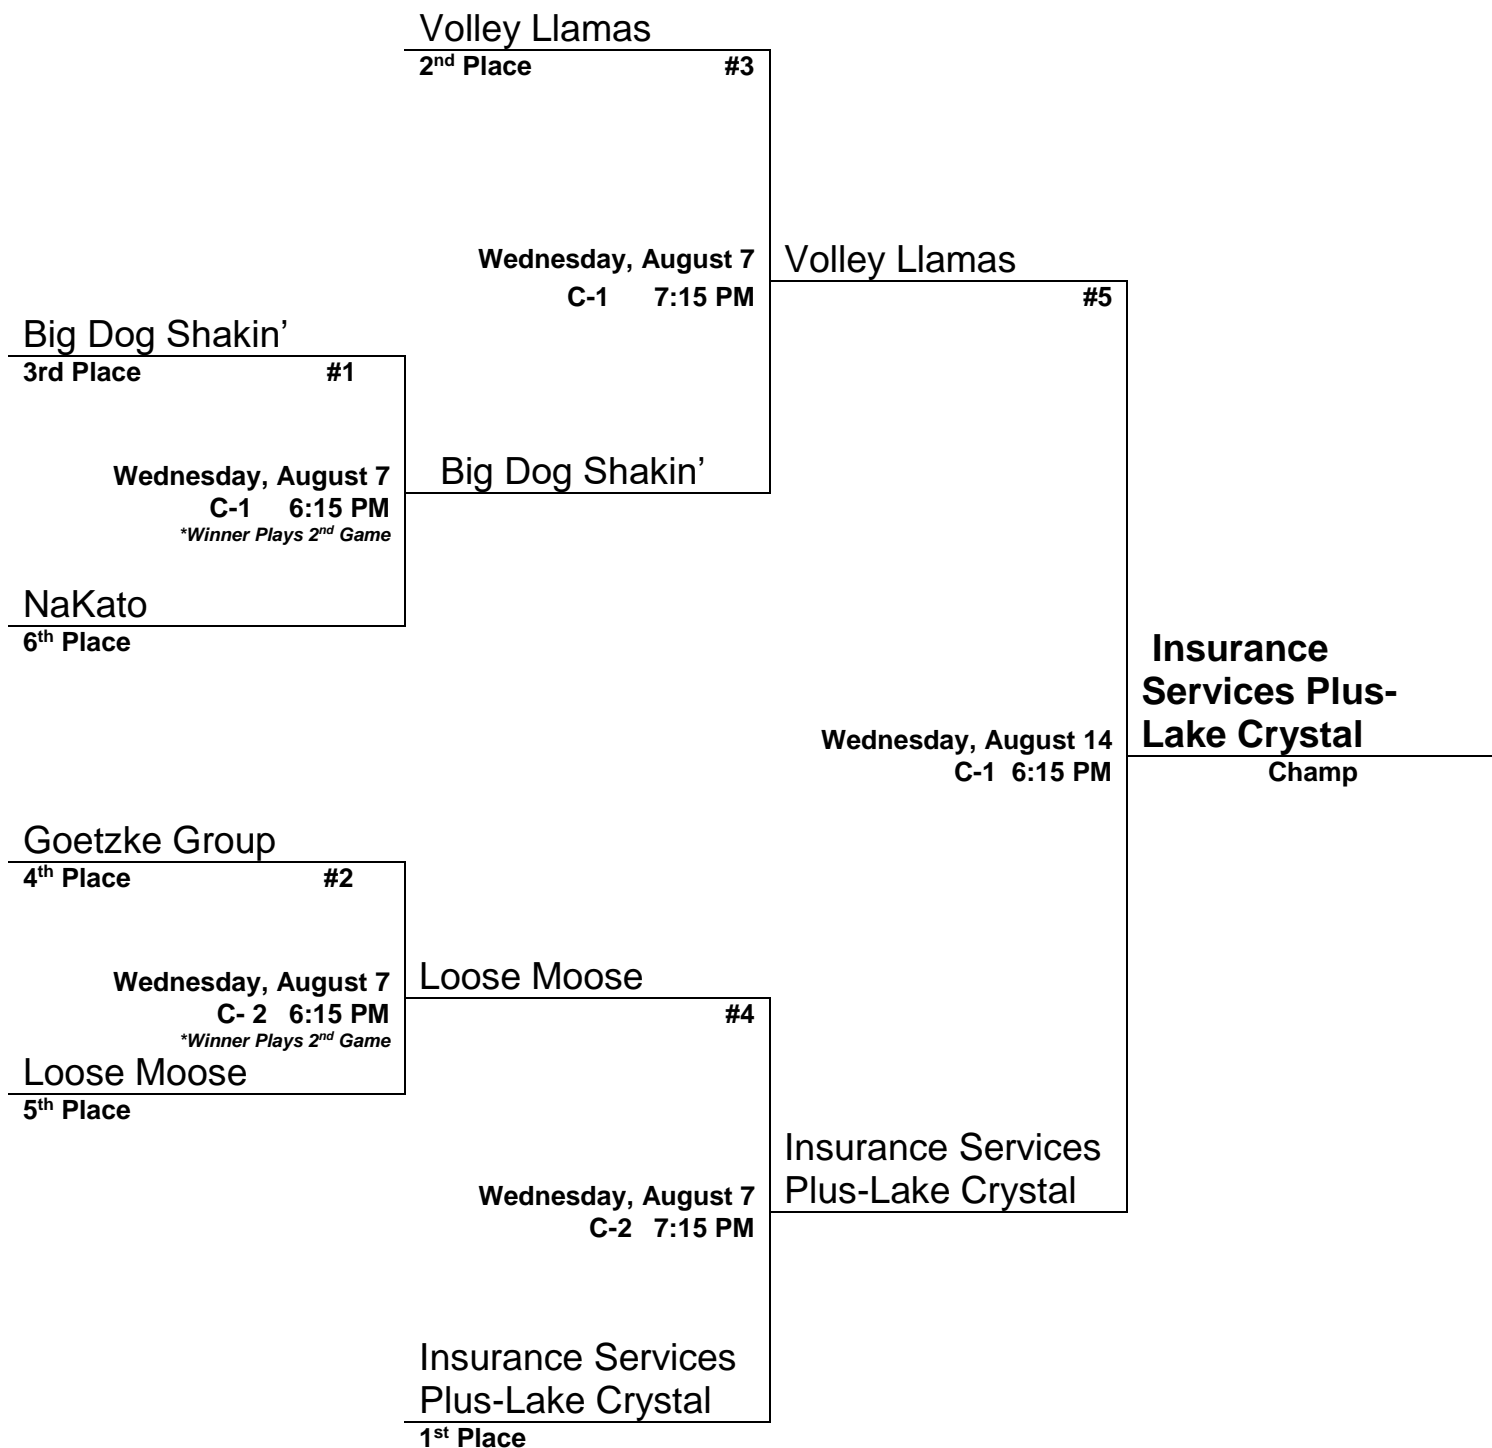 Volley Llamas
2nd Place #3
Wednesday, August 7
C-1 7:15 PM
Volley Llamas
#5
Big Dog Shakin’
3rd Place #1
Wednesday, August 7
C-1 6:15 PM
*Winner Plays 2nd Game
Big Dog Shakin’
NaKato
6th Place
Insurance
Services Plus-
Lake Crystal
Champ
Wednesday, August 14
C-1 6:15 PM
Goetzke Group
4th Place #2
Wednesday, August 7
C- 2 6:15 PM
*Winner Plays 2nd Game
Loose Moose
#4
Loose Moose
5th Place
Wednesday, August 7
C-2 7:15 PM
Insurance Services
Plus-Lake Crystal
Insurance Services
Plus-Lake Crystal
1st Place